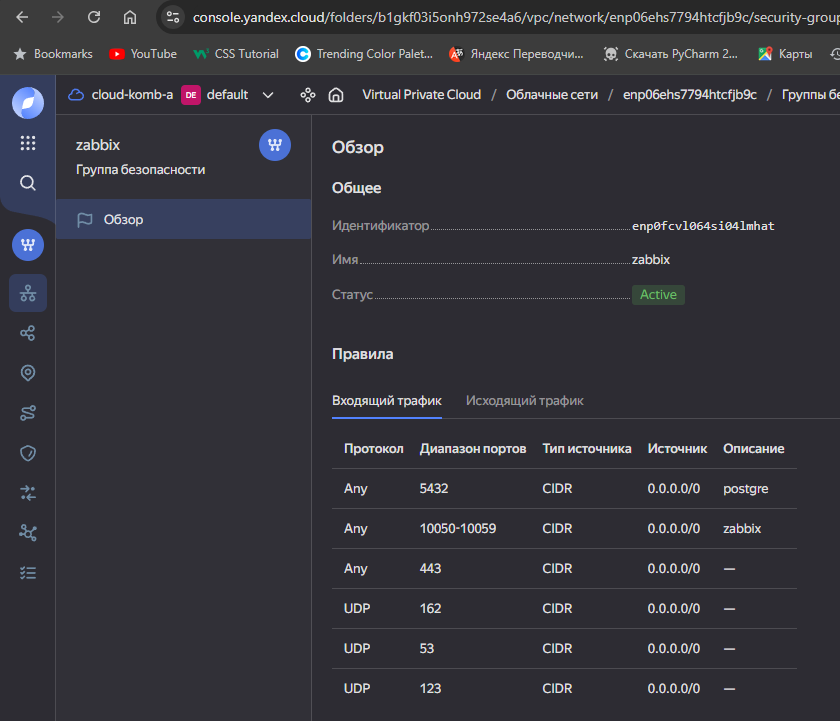 console.yandex.cloud/folders/b1gkf03i5onh972se4a6/vpc/network/enp06ehs7794htcfjb9c/security-group
Bookmarks YouTube CSS Tutorial Trending Color Palet... Яндекс Переводчи... Скачать PyCharm 2... Карты
cloud-komb-a DE default Virtual Private Cloud / Облачные сети / enp06ehs7794htcfjb9c / Группы бе
zabbix
Группа безопасности
Обзор
Обзор
Общее
Идентификатор enp0fcvl064si04lmhat
Имя zabbix
Статус Active
Правила
Входящий трафик Исходящий трафик
Протокол Диапазон портов Тип источника Источник Описание
Any 5432 CIDR 0.0.0.0/0 postgre
Any 10050-10059 CIDR 0.0.0.0/0 zabbix
Any 443 CIDR 0.0.0.0/0 —
UDP 162 CIDR 0.0.0.0/0 —
UDP 53 CIDR 0.0.0.0/0 —
UDP 123 CIDR 0.0.0.0/0 —